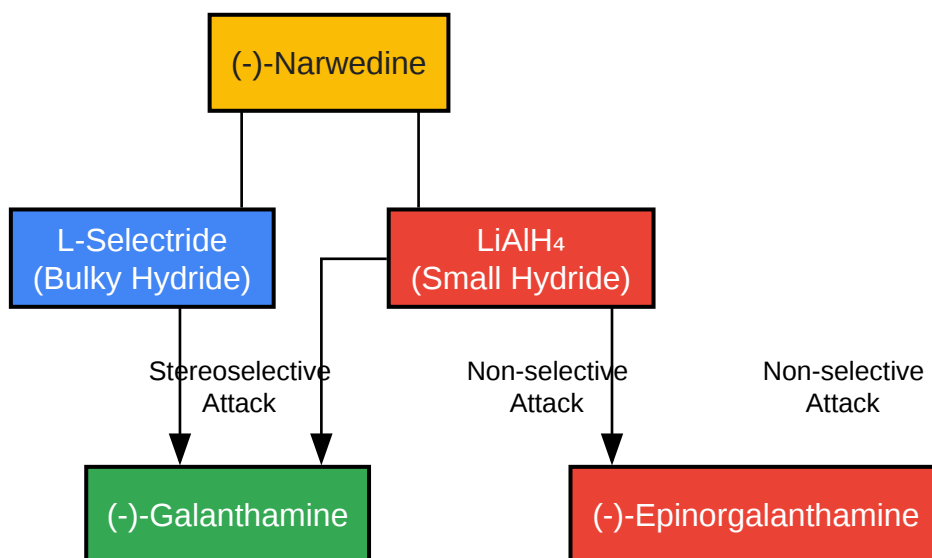 (-)-Narwedine
L-Selectride
(Bulky Hydride)
LiAlH₄
(Small Hydride)
Stereoselective
Attack
Non-selective
Attack
Non-selective
Attack
(-)-Galanthamine
(-)-Epinorgalanthamine